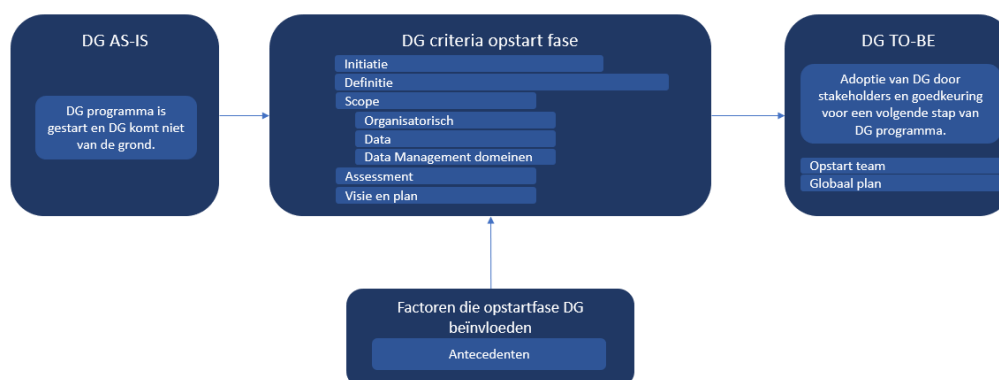 DG AS-IS
DG programma is
gestart en DG komt niet
van de grond.
DG criteria opstart fase
Initiatie
Definitie
Scope
Organisatorisch
Data
Data Management domeinen
Assessment
Visie en plan
DG TO-BE
Adoptie van DG door
stakeholders en goedkeuring
voor een volgende stap van
DG programma.
Opstart team
Globaal plan
Factoren die opstartfase DG
beïnvloeden
Antecedenten